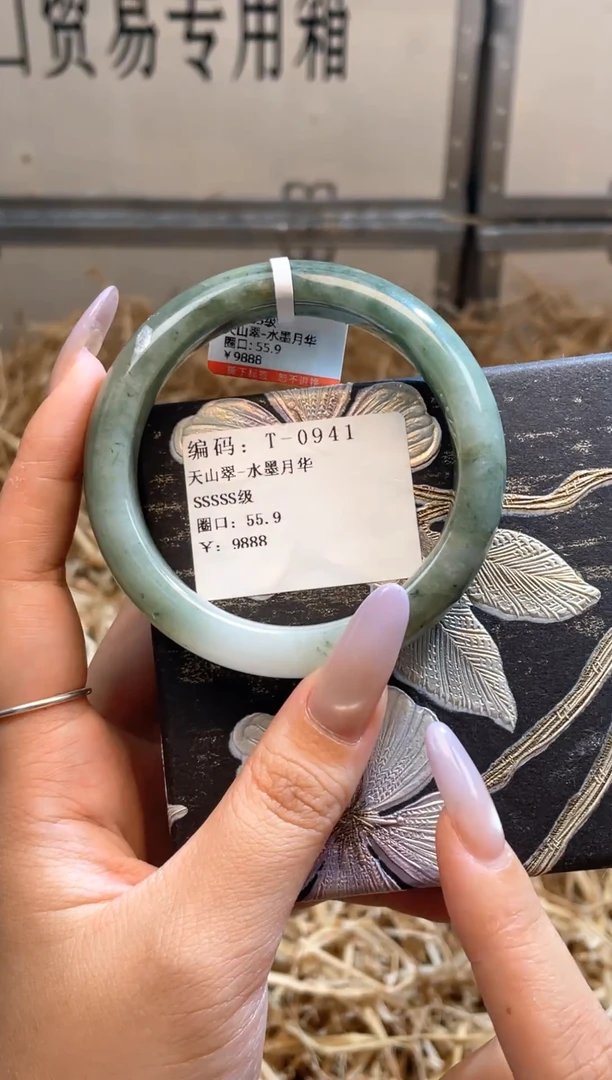 口贸易专用箱
S级
天山翠-水墨月华
圈口:55.9
￥9888
编码: T-0941
天山翠-水墨月华
SSSSS级
圈口: 55.9
￥: 9888